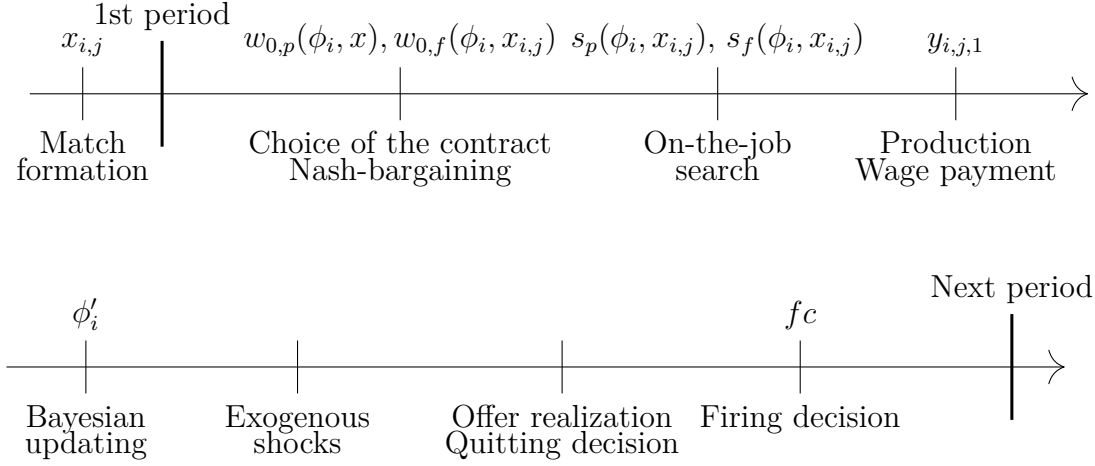 1st period
$x_{i,j}$
$w_{0,p}(\phi_i, x), w_{0,f}(\phi_i, x_{i,j})$
$s_p(\phi_i, x_{i,j}),\ s_f(\phi_i, x_{i,j})$
$y_{i,j,1}$
Match
formation
Choice of the contract
Nash-bargaining
On-the-job
search
Production
Wage payment
Next period
$\phi_i'$
$fc$
Bayesian
updating
Exogenous
shocks
Offer realization
Quitting decision
Firing decision